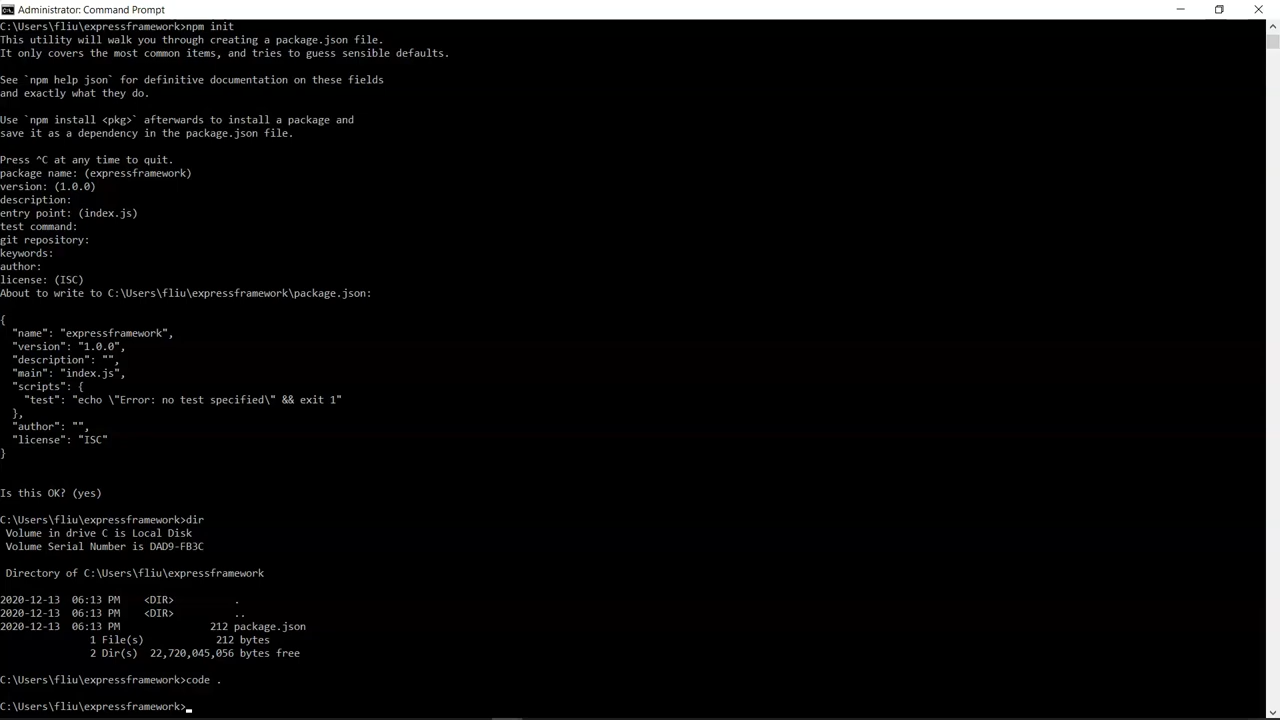 Administrator: Command Prompt
C:\Users\fliu\expressframework>npm init
This utility will walk you through creating a package.json file.
It only covers the most common items, and tries to guess sensible defaults.
See `npm help json` for definitive documentation on these fields
and exactly what they do.
Use `npm install <pkg>` afterwards to install a package and
save it as a dependency in the package.json file.
Press ^C at any time to quit.
package name: (expressframework)
version: (1.0.0)
description:
entry point: (index.js)
test command:
git repository:
keywords:
author:
license: (ISC)
About to write to C:\Users\fliu\expressframework\package.json:
{
  "name": "expressframework",
  "version": "1.0.0",
  "description": "",
  "main": "index.js",
  "scripts": {
    "test": "echo \"Error: no test specified\" && exit 1"
  },
  "author": "",
  "license": "ISC"
}
Is this OK? (yes)
C:\Users\fliu\expressframework>dir
 Volume in drive C is Local Disk
 Volume Serial Number is DAD9-FB3C
 Directory of C:\Users\fliu\expressframework
2020-12-13  06:13 PM    <DIR>          .
2020-12-13  06:13 PM    <DIR>          ..
2020-12-13  06:13 PM               212 package.json
               1 File(s)            212 bytes
               2 Dir(s)  22,720,045,056 bytes free
C:\Users\fliu\expressframework>code .
C:\Users\fliu\expressframework>